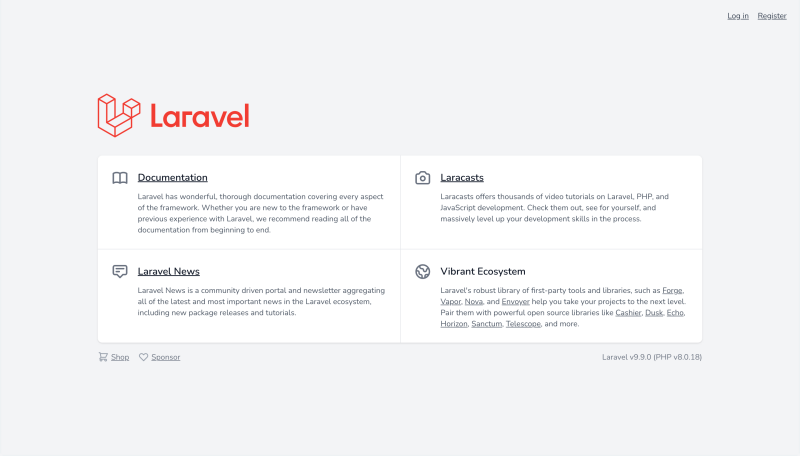 Log in Register
Laravel
Documentation
Laravel has wonderful, thorough documentation covering every aspect
of the framework. Whether you are new to the framework or have
previous experience with Laravel, we recommend reading all of the
documentation from beginning to end.
Laracasts
Laracasts offers thousands of video tutorials on Laravel, PHP, and
JavaScript development. Check them out, see for yourself, and
massively level up your development skills in the process.
Laravel News
Laravel News is a community driven portal and newsletter aggregating
all of the latest and most important news in the Laravel ecosystem,
including new package releases and tutorials.
Vibrant Ecosystem
Laravel's robust library of first-party tools and libraries, such as Forge,
Vapor, Nova, and Envoyer help you take your projects to the next level.
Pair them with powerful open source libraries like Cashier, Dusk, Echo,
Horizon, Sanctum, Telescope, and more.
Shop Sponsor
Laravel v9.9.0 (PHP v8.0.18)